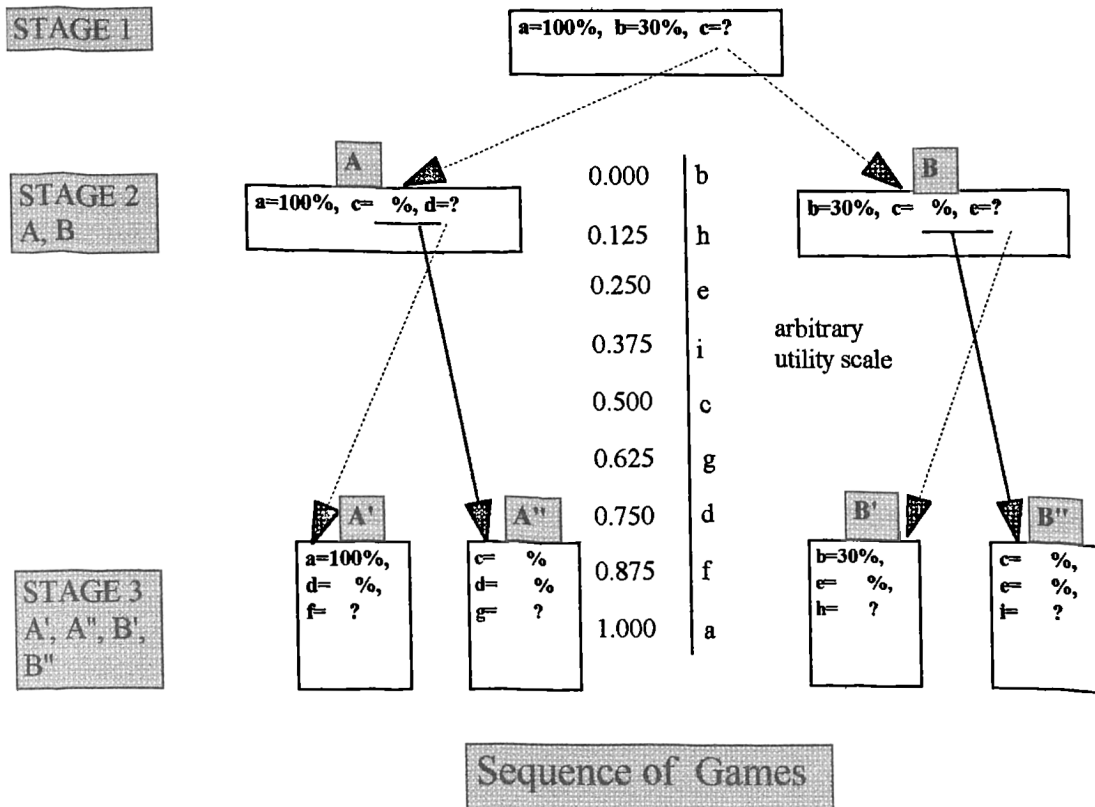 STAGE 1
a=100%, b=30%, c=?
STAGE 2
A, B
A
a=100%, c= %, d=?
B
b=30%, c= %, e=?
0.000 b
0.125 h
0.250 e
0.375 i
0.500 c
0.625 g
0.750 d
0.875 f
1.000 a
arbitrary
utility scale
STAGE 3
A', A", B',
B"
A'
a=100%,
d= %,
f= ?
A"
c= %
d= %
g= ?
B'
b=30%,
e= %,
h= ?
B"
c= %,
e= %,
i= ?
Sequence of Games